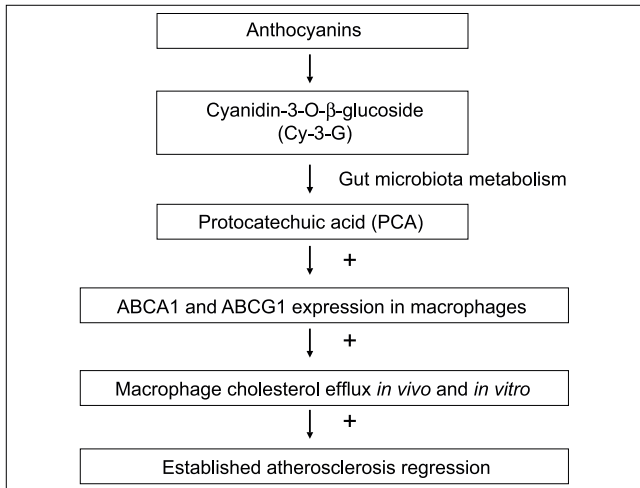 Anthocyanins
Cyanidin-3-O-β-glucoside
(Cy-3-G)
Gut microbiota metabolism
Protocatechuic acid (PCA)
+
ABCA1 and ABCG1 expression in macrophages
+
Macrophage cholesterol efflux in vivo and in vitro
+
Established atherosclerosis regression